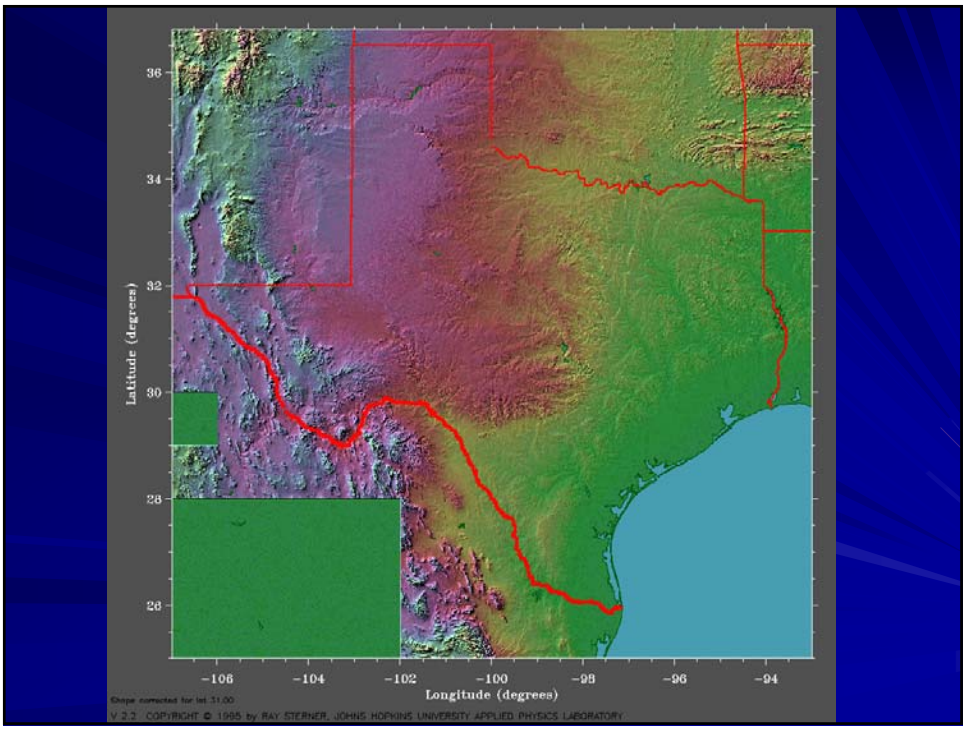 36
34
32
30
28
26
Latitude (degrees)
-106 -104 -102 -100 -98 -96 -94
Longitude (degrees)
Shape corrected for lat 31.00
V 2.2 COPYRIGHT © 1995 by RAY STERNER, JOHNS HOPKINS UNIVERSITY APPLIED PHYSICS LABORATORY